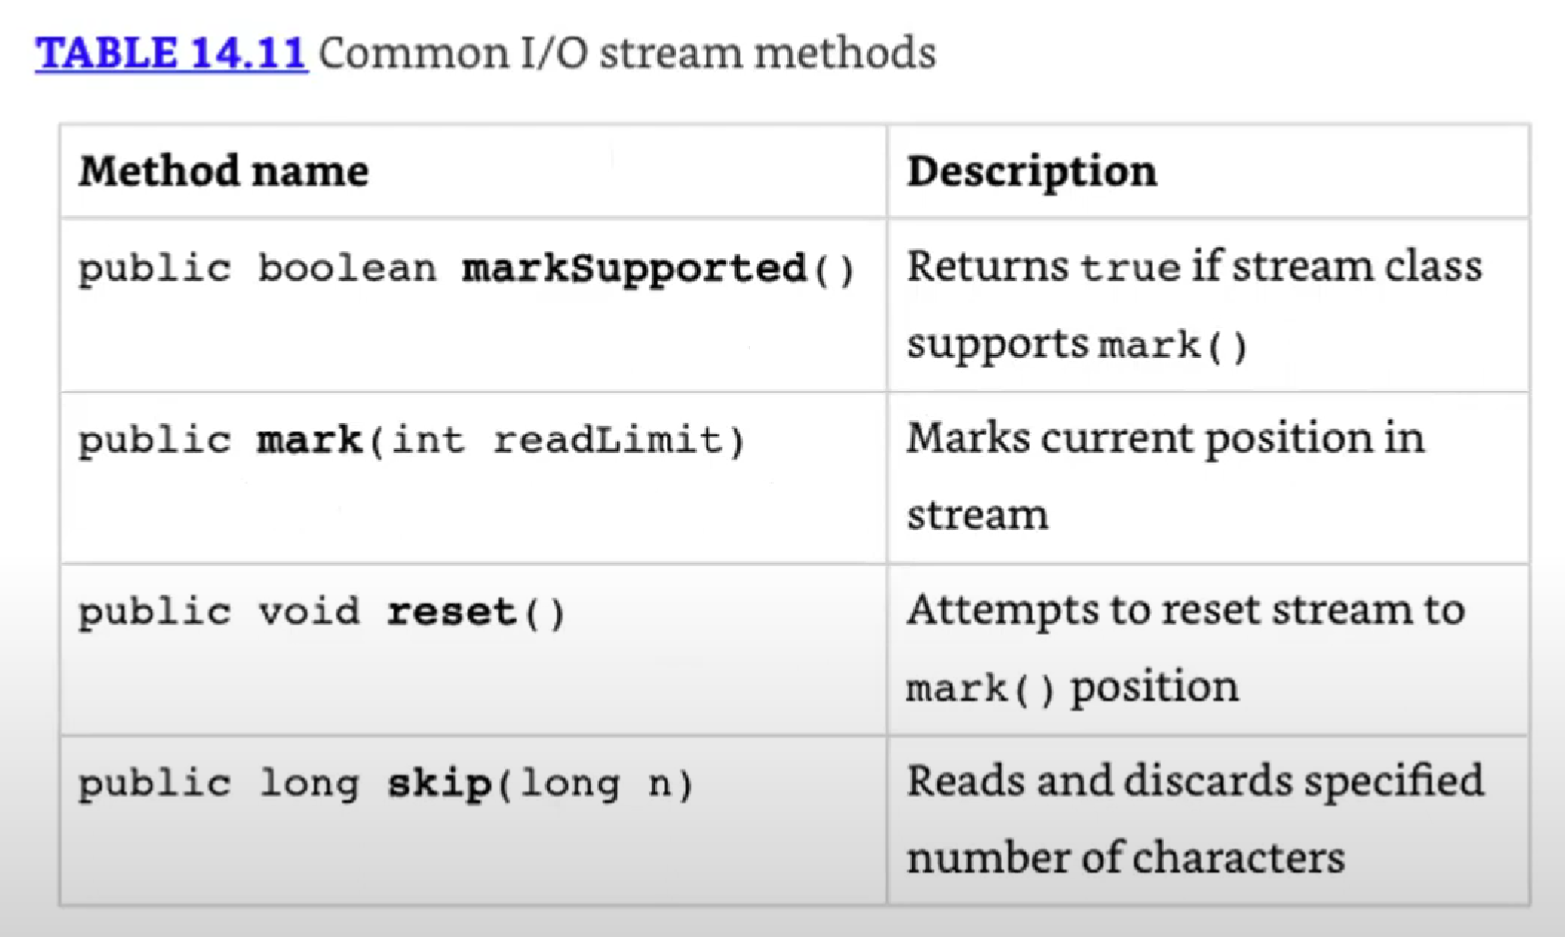 TABLE 14.11 Common I/O stream methods
Method name Description
public boolean markSupported() Returns true if stream class
supports mark()
public mark(int readLimit) Marks current position in
stream
public void reset() Attempts to reset stream to
mark() position
public long skip(long n) Reads and discards specified
number of characters